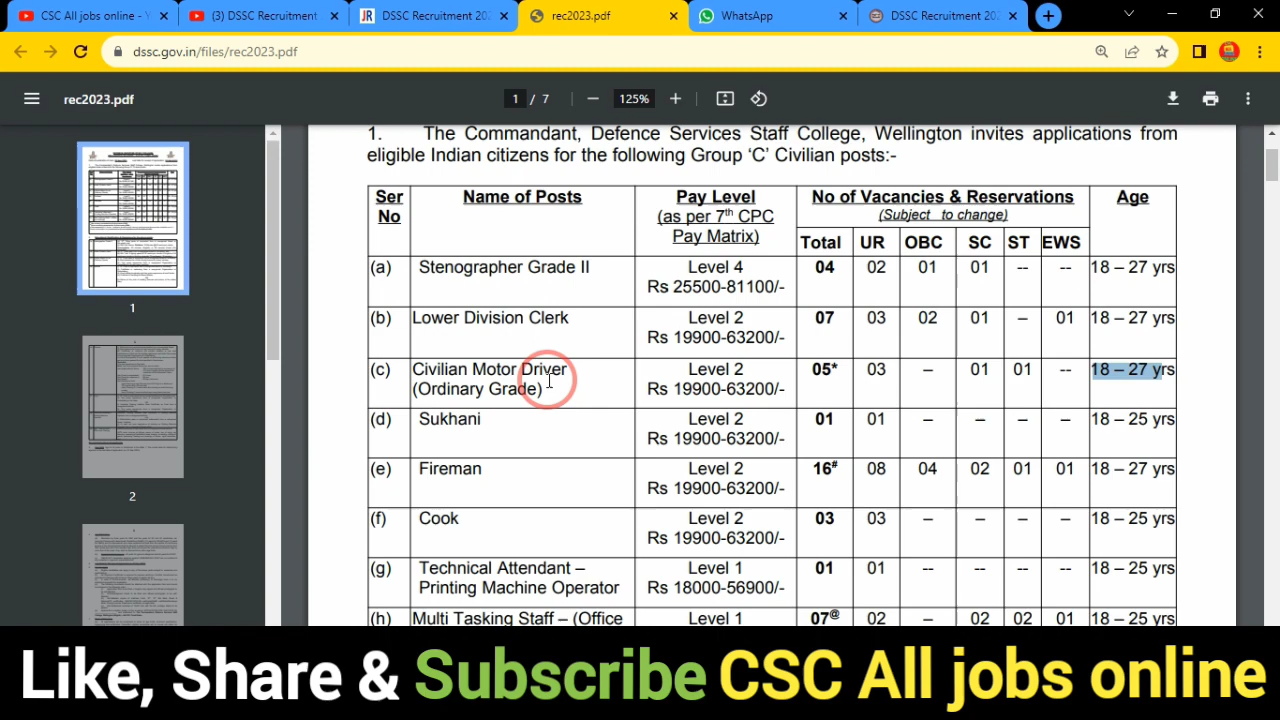 CSC All jobs online - Y
(3) DSSC Recruitment
DSSC Recruitment 202
rec2023.pdf
WhatsApp
DSSC Recruitment 202
dssc.gov.in/files/rec2023.pdf
rec2023.pdf
1 / 7
125%
1
2
1. The Commandant, Defence Services Staff College, Wellington invites applications from
eligible Indian citizens for the following Group ‘C’ Civilian posts:-
Ser No Name of Posts Pay Level (as per 7th CPC Pay Matrix) No of Vacancies & Reservations (Subject to change) Age
Total UR OBC SC ST EWS
(a) Stenographer Grade II Level 4 04 02 01 01 -- -- 18 – 27 yrs
Rs 25500-81100/-
(b) Lower Division Clerk Level 2 07 03 02 01 – 01 18 – 27 yrs
Rs 19900-63200/-
(c) Civilian Motor Driver Level 2 05* 03 – 01 01 -- 18 – 27 yrs
(Ordinary Grade) Rs 19900-63200/-
(d) Sukhani Level 2 01 01 – – – – 18 – 25 yrs
Rs 19900-63200/-
(e) Fireman Level 2 16# 08 04 02 01 01 18 – 27 yrs
Rs 19900-63200/-
(f) Cook Level 2 03 03 – – – – 18 – 25 yrs
Rs 19900-63200/-
(g) Technical Attendant – Level 1 01 01 -- -- -- -- 18 – 25 yrs
Printing Machine Operator Rs 18000-56900/-
(h) Multi Tasking Staff – (Office Level 1 07@ 02 – 02 02 01 18 – 25 yrs
Like, Share & Subscribe CSC All jobs online